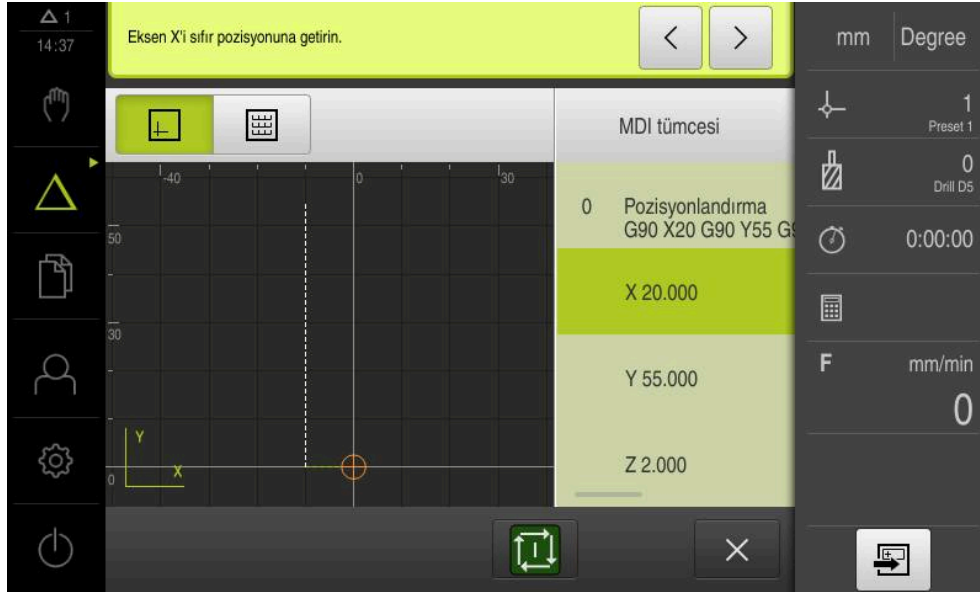 1
14:37
Eksen X'i sıfır pozisyonuna getirin.
mm Degree
MDI tümcesi
1
Preset 1
0
Drill D5
0:00:00
F mm/min
0
-40 0 30
50
30
0
Y
X
0 Pozisyonlandırma
G90 X20 G90 Y55
X 20.000
Y 55.000
Z 2.000